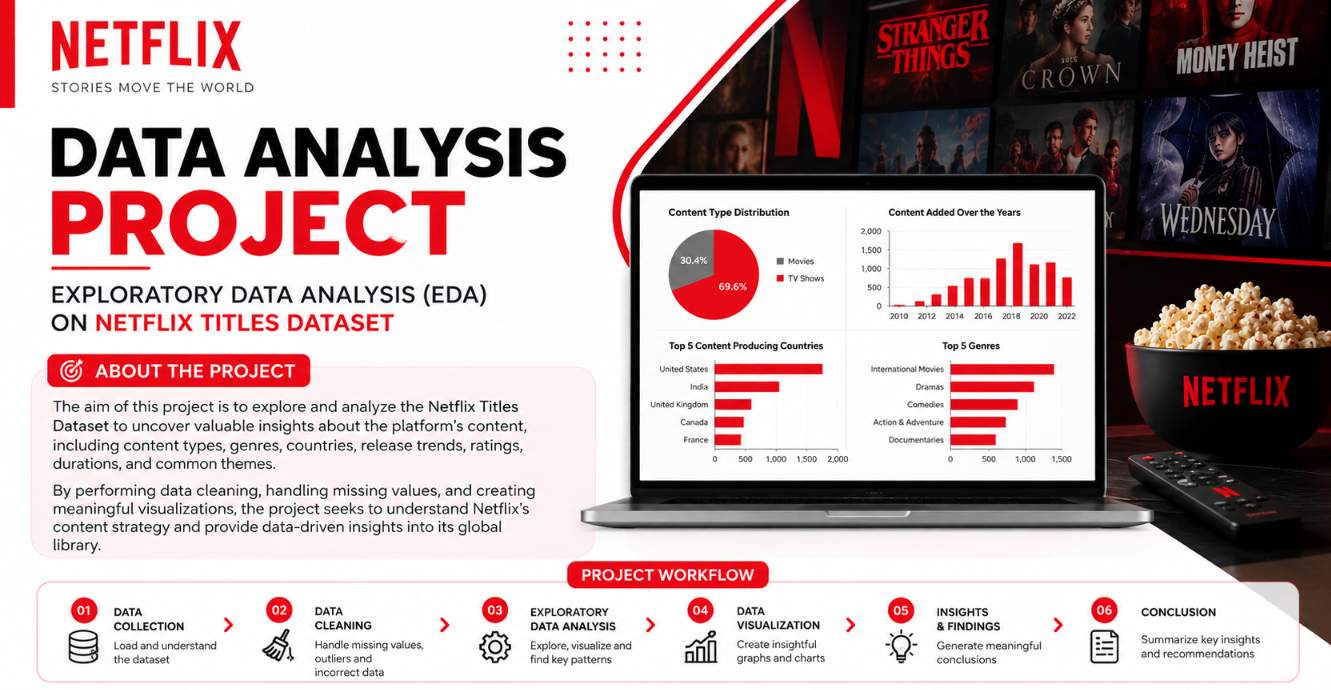 NETFLIX
STORIES MOVE THE WORLD
DATA ANALYSIS
PROJECT
EXPLORATORY DATA ANALYSIS (EDA)
ON NETFLIX TITLES DATASET
ABOUT THE PROJECT
The aim of this project is to explore and analyze the Netflix Titles
Dataset to uncover valuable insights about the platform's content,
including content types, genres, countries, release trends, ratings,
durations, and common themes.
By performing data cleaning, handling missing values, and creating
meaningful visualizations, the project seeks to understand Netflix's
content strategy and provide data-driven insights into its global
library.
N
STRANGER
THINGS
CROWN
MONEY HEIST
WEDNESDAY
Content Type Distribution
30.4%
69.6%
Movies
TV Shows
Content Added Over the Years
2,000
1,500
1,000
500
0
2010 2012 2014 2016 2018 2020 2022
Top 5 Content Producing Countries
United States
India
United Kingdom
Canada
France
0 500 1,000 1,500 2,000
Top 5 Genres
International Movies
Dramas
Comedies
Action & Adventure
Documentaries
0 500 1,000 1,500
NETFLIX
N
PROJECT WORKFLOW
01
DATA
COLLECTION
Load and understand
the dataset
02
DATA
CLEANING
Handle missing values,
outliers and
incorrect data
03
EXPLORATORY
DATA ANALYSIS
Explore, visualize and
find key patterns
04
DATA
VISUALIZATION
Create insightful
graphs and charts
05
INSIGHTS
& FINDINGS
Generate meaningful
conclusions
06
CONCLUSION
Summarize key insights
and recommendations